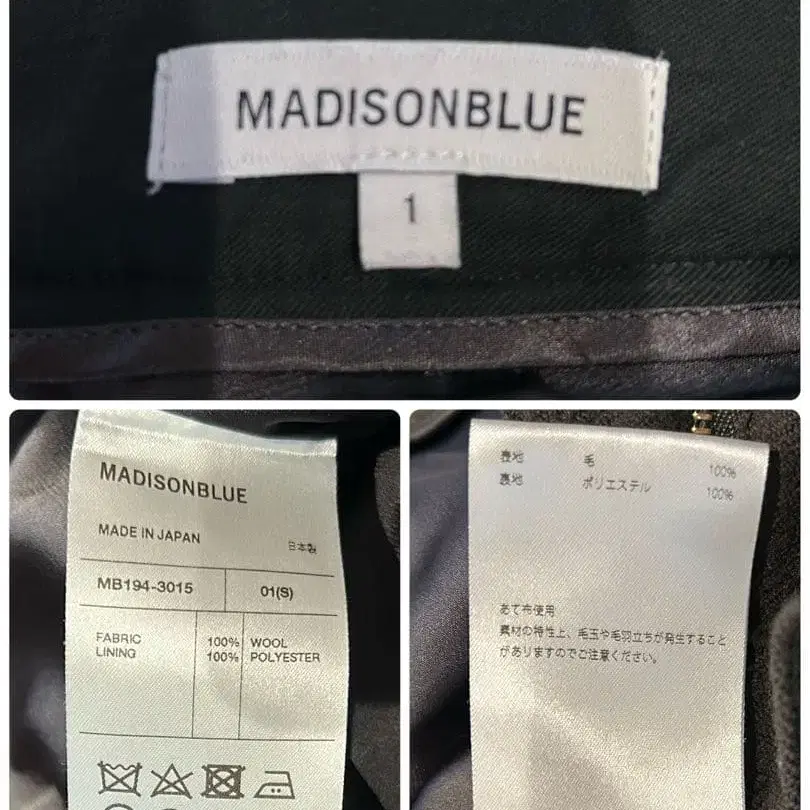 MADISONBLUE
1
MADISONBLUE
MADE IN JAPAN 日本製
MB194-3015 01(S)
FABRIC 100% WOOL
LINING 100% POLYESTER
表地 毛 100%
裏地 ポリエステル 100%
あて布使用
素材の特性上、毛玉や毛羽立ちが発生すること
がありますのでご注意ください。